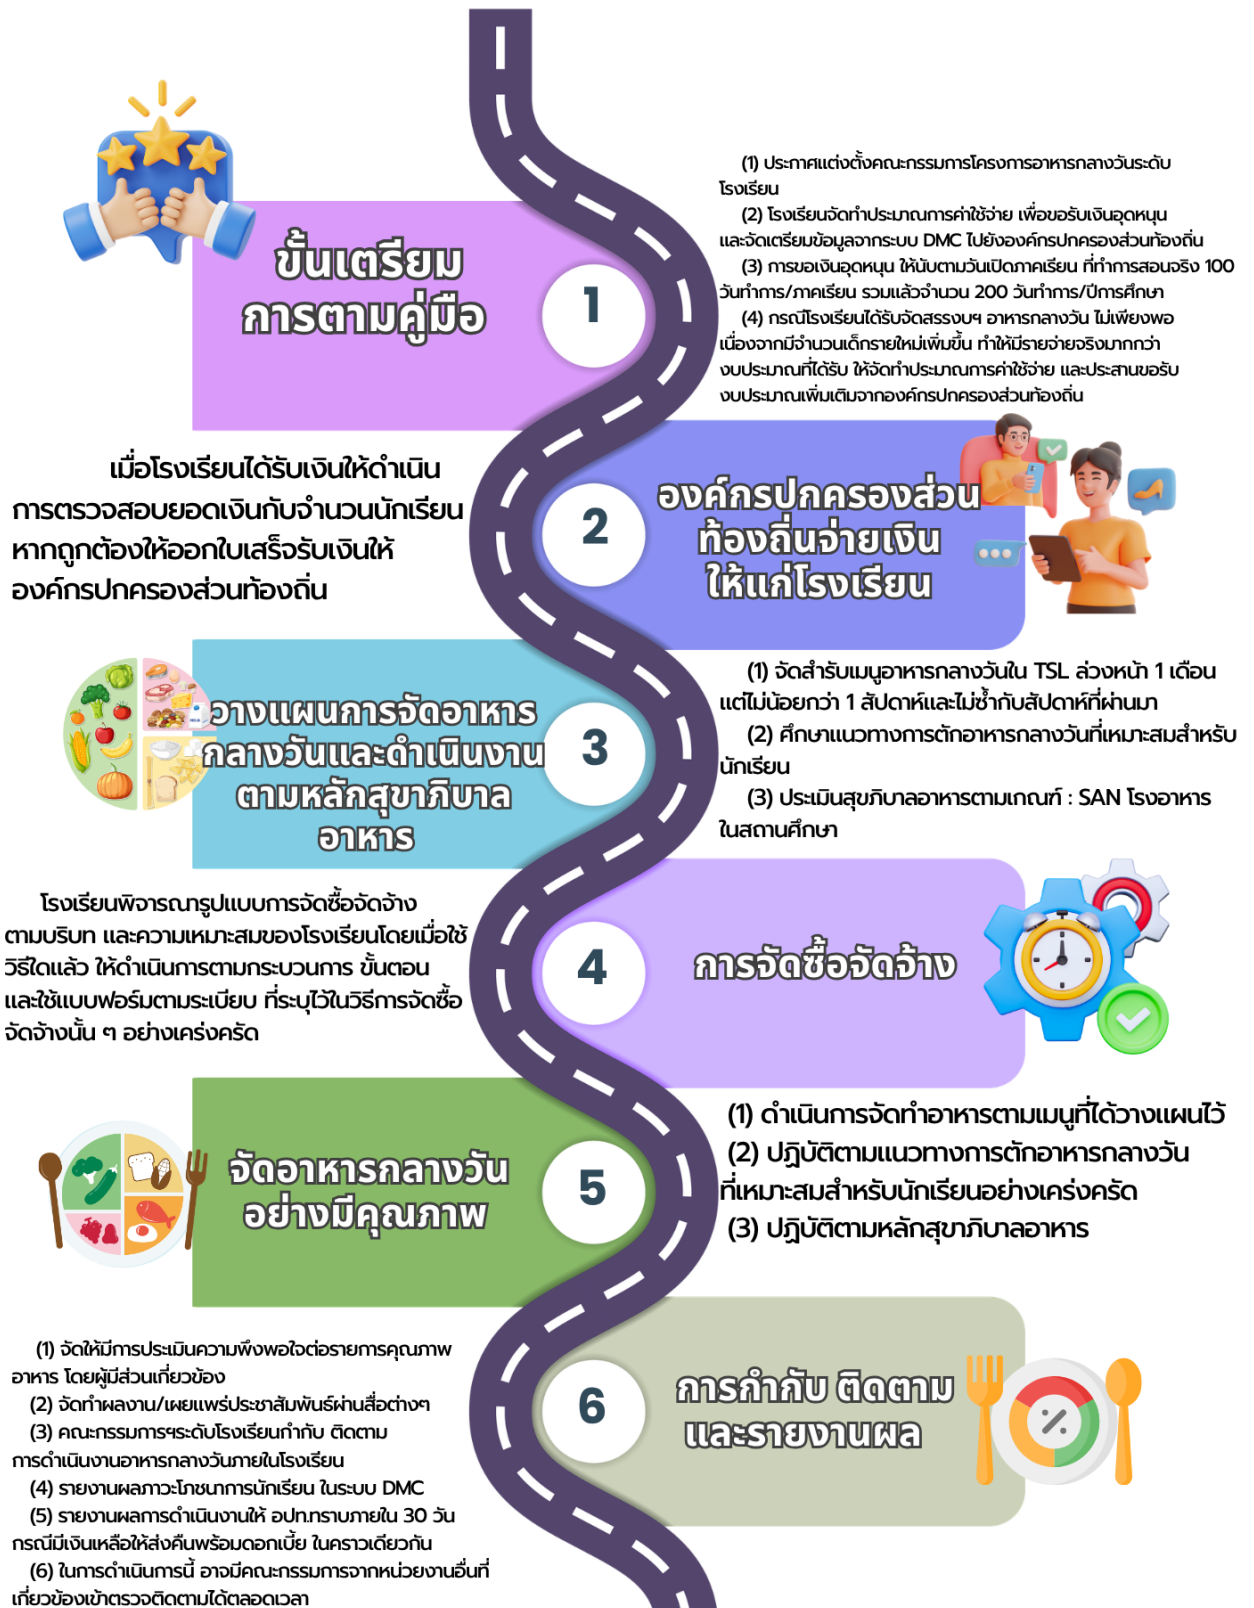 ขั้นเตรียม
การตามคู่มือ
1
(1) ประกาศแต่งตั้งคณะกรรมการโครงการอาหารกลางวันระดับ
โรงเรียน
(2) โรงเรียนจัดทำประมาณการค่าใช้จ่าย เพื่อขอรับเงินอุดหนุน
และจัดเตรียมข้อมูลจากระบบ DMC ไปยังองค์กรปกครองส่วนท้องถิ่น
(3) การขอเงินอุดหนุน ให้นับตามวันเปิดภาคเรียน ที่ทำการสอนจริง 100
วันทำการ/ภาคเรียน รวมแล้วจำนวน 200 วันทำการ/ปีการศึกษา
(4) กรณีโรงเรียนได้รับจัดสรรงบฯ อาหารกลางวัน ไม่เพียงพอ
เนื่องจากมีจำนวนเด็กรายใหม่เพิ่มขึ้น ทำให้มีรายจ่ายจริงมากกว่า
งบประมาณที่ได้รับ ให้จัดทำประมาณการค่าใช้จ่าย และประสานขอรับ
งบประมาณเพิ่มเติมจากองค์กรปกครองส่วนท้องถิ่น
องค์กรปกครองส่วน
ท้องถิ่นจ่ายเงิน
ให้แก่โรงเรียน
2
เมื่อโรงเรียนได้รับเงินให้ดำเนิน
การตรวจสอบยอดเงินกับจำนวนนักเรียน
หากถูกต้องให้ออกใบเสร็จรับเงินให้
องค์กรปกครองส่วนท้องถิ่น
วางแผนการจัดอาหาร
กลางวันและดำเนินงาน
ตามหลักสุขาภิบาล
อาหาร
3
(1) จัดสำรับเมนูอาหารกลางวันใน TSL ล่วงหน้า 1 เดือน
แต่ไม่น้อยกว่า 1 สัปดาห์และไม่ซ้ำกับสัปดาห์ที่ผ่านมา
(2) ศึกษาแนวทางการตักอาหารกลางวันที่เหมาะสมสำหรับ
นักเรียน
(3) ประเมินสุขภิบาลอาหารตามเกณฑ์ : SAN โรงอาหาร
ในสถานศึกษา
การจัดซื้อจัดจ้าง
4
โรงเรียนพิจารณารูปแบบการจัดซื้อจัดจ้าง
ตามบริบท และความเหมาะสมของโรงเรียนโดยเมื่อใช้
วิธีใดแล้ว ให้ดำเนินการตามกระบวนการ ขั้นตอน
และใช้แบบฟอร์มตามระเบียบ ที่ระบุไว้ในวิธีการจัดซื้อ
จัดจ้างนั้น ๆ อย่างเคร่งครัด
จัดอาหารกลางวัน
อย่างมีคุณภาพ
5
(1) ดำเนินการจัดทำอาหารตามเมนูที่ได้วางแผนไว้
(2) ปฏิบัติตามแนวทางการตักอาหารกลางวัน
ที่เหมาะสมสำหรับนักเรียนอย่างเคร่งครัด
(3) ปฏิบัติตามหลักสุขาภิบาลอาหาร
การกำกับ ติดตาม
และรายงานผล
6
(1) จัดให้มีการประเมินความพึงพอใจต่อรายการคุณภาพ
อาหาร โดยผู้มีส่วนเกี่ยวข้อง
(2) จัดทำผลงาน/เผยแพร่ประชาสัมพันธ์ผ่านสื่อต่างๆ
(3) คณะกรรมการฯระดับโรงเรียนกำกับ ติดตาม
การดำเนินงานอาหารกลางวันภายในโรงเรียน
(4) รายงานผลภาวะโภชนาการนักเรียน ในระบบ DMC
(5) รายงานผลการดำเนินงานให้ อปท.ทราบภายใน 30 วัน
กรณีมีเงินเหลือให้ส่งคืนพร้อมดอกเบี้ย ในคราวเดียวกัน
(6) ในการดำเนินการนี้ อาจมีคณะกรรมการจากหน่วยงานอื่นที่
เกี่ยวข้องเข้าตรวจติดตามได้ตลอดเวลา